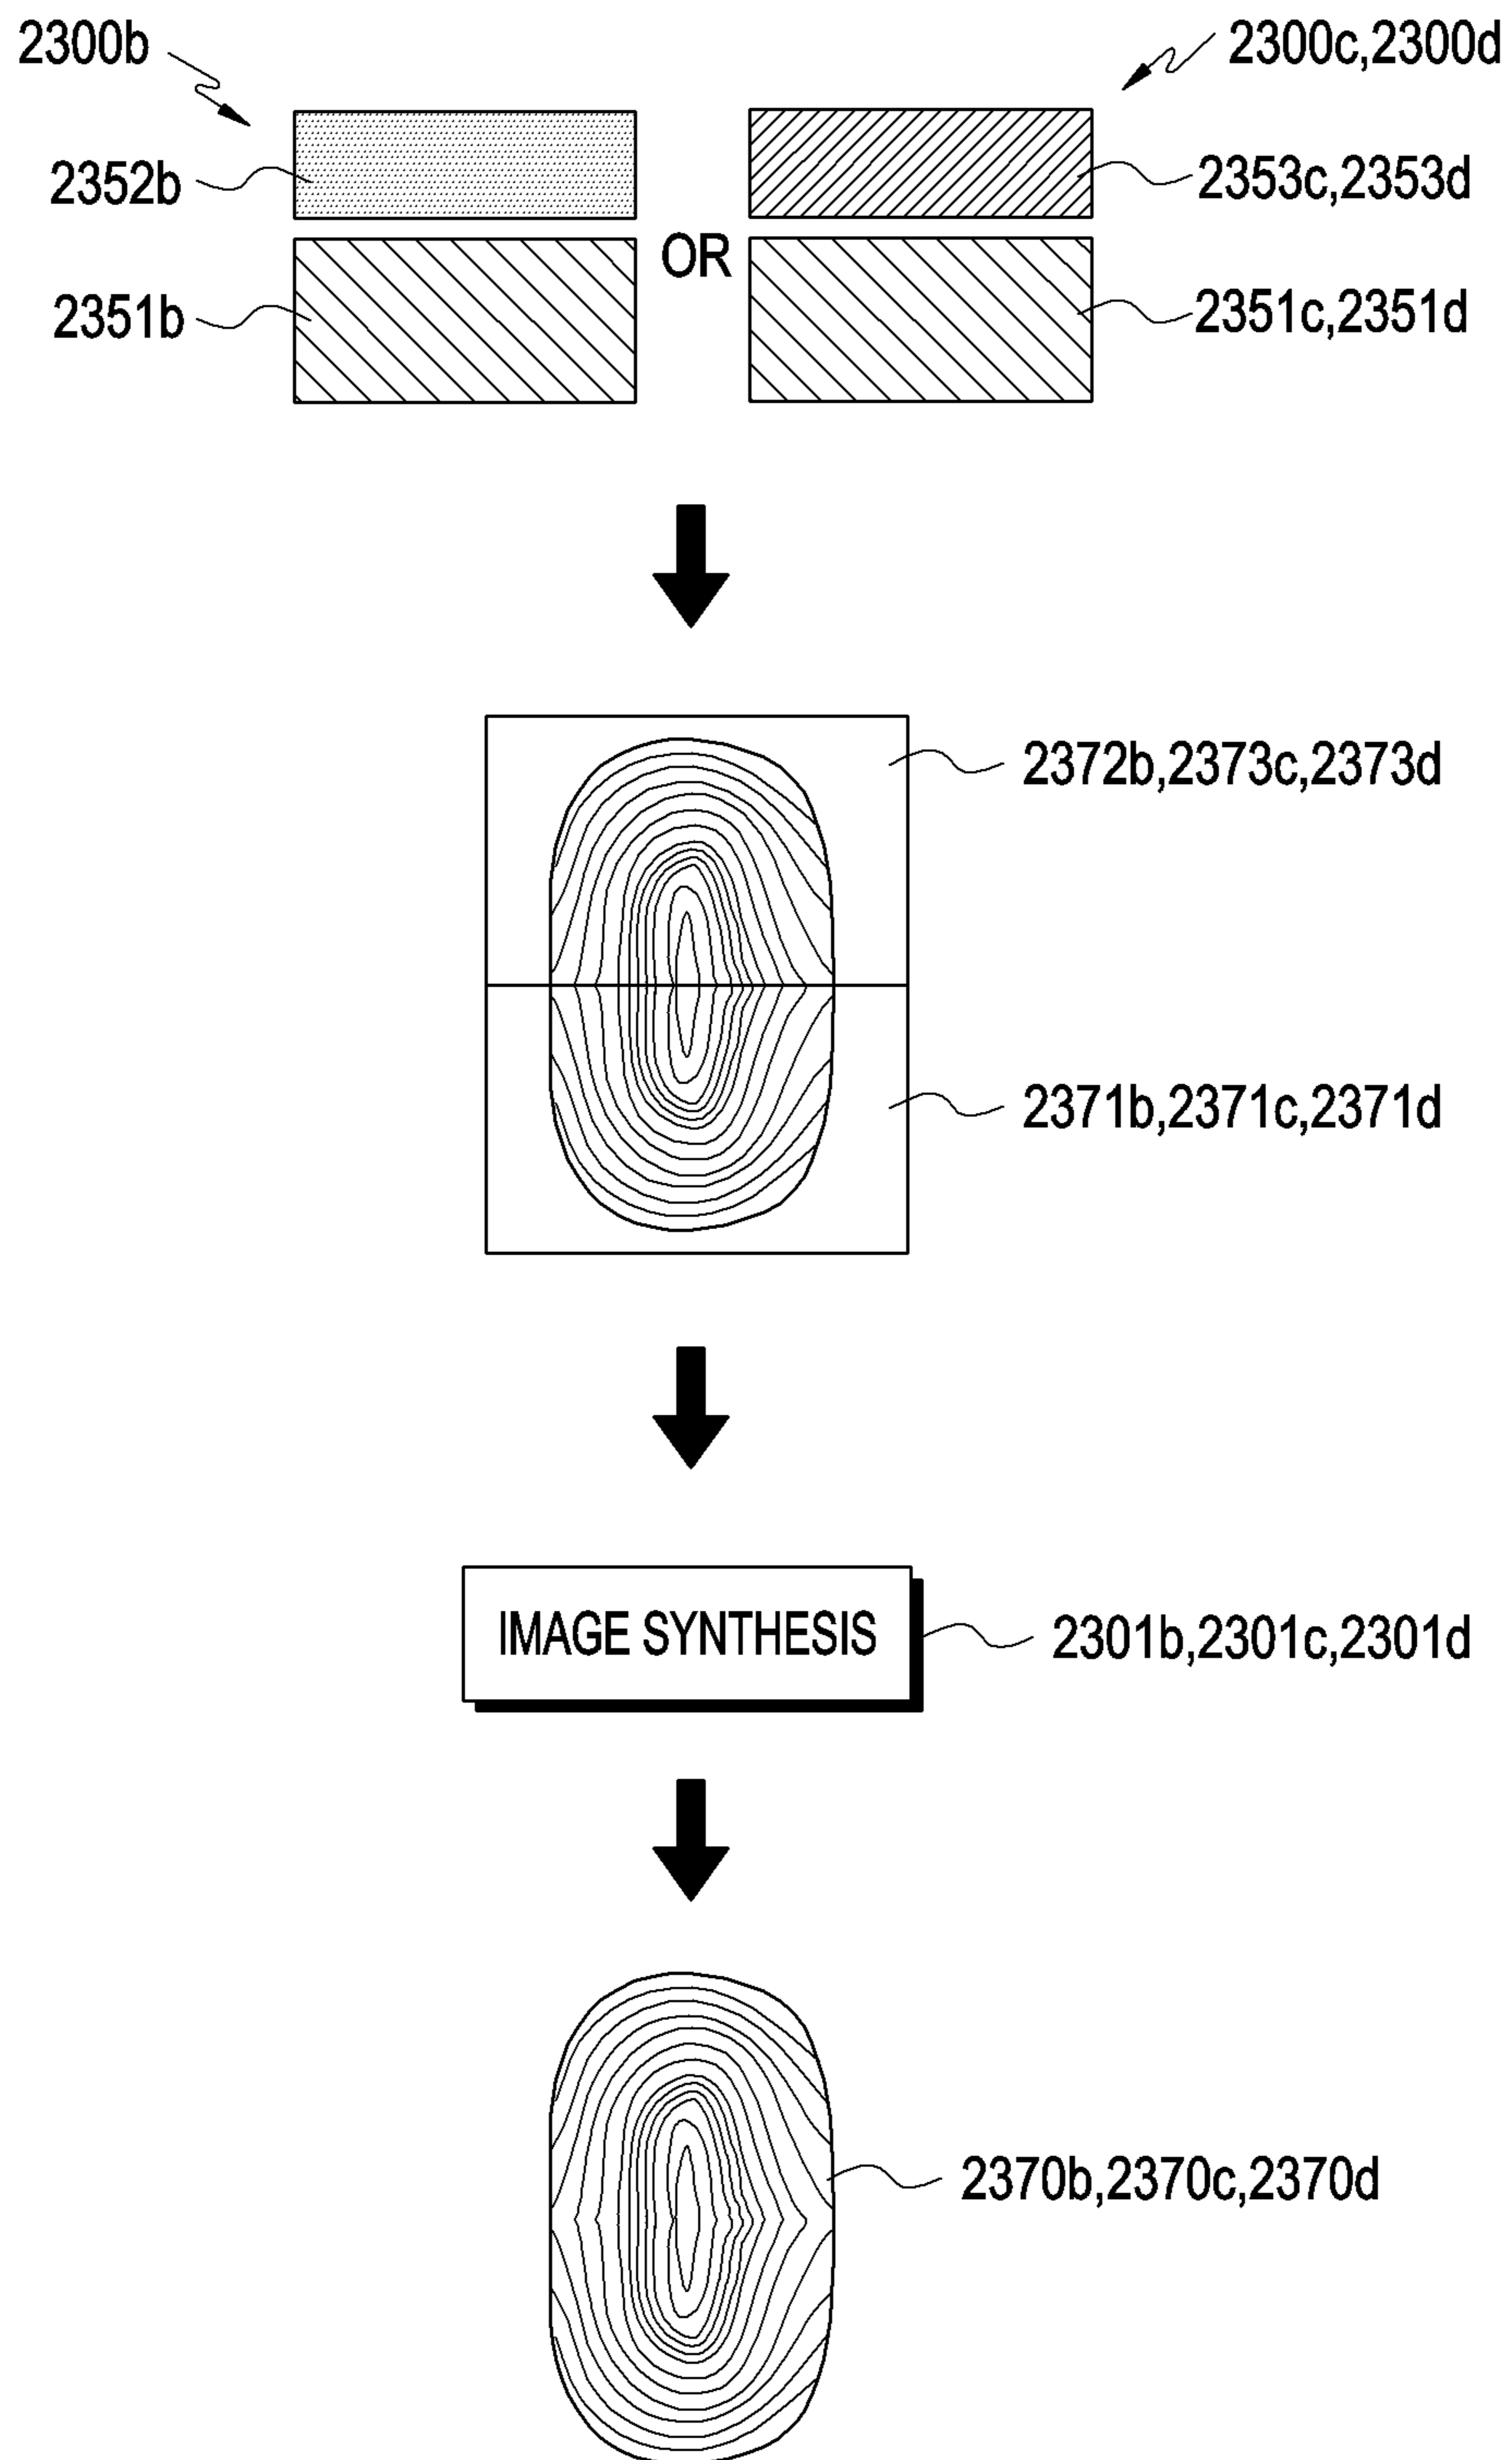 2300b
2300c,2300d
2352b
2353c,2353d
OR
2351b
2351c,2351d
2372b,2373c,2373d
2371b,2371c,2371d
IMAGE SYNTHESIS
2301b,2301c,2301d
2370b,2370c,2370d